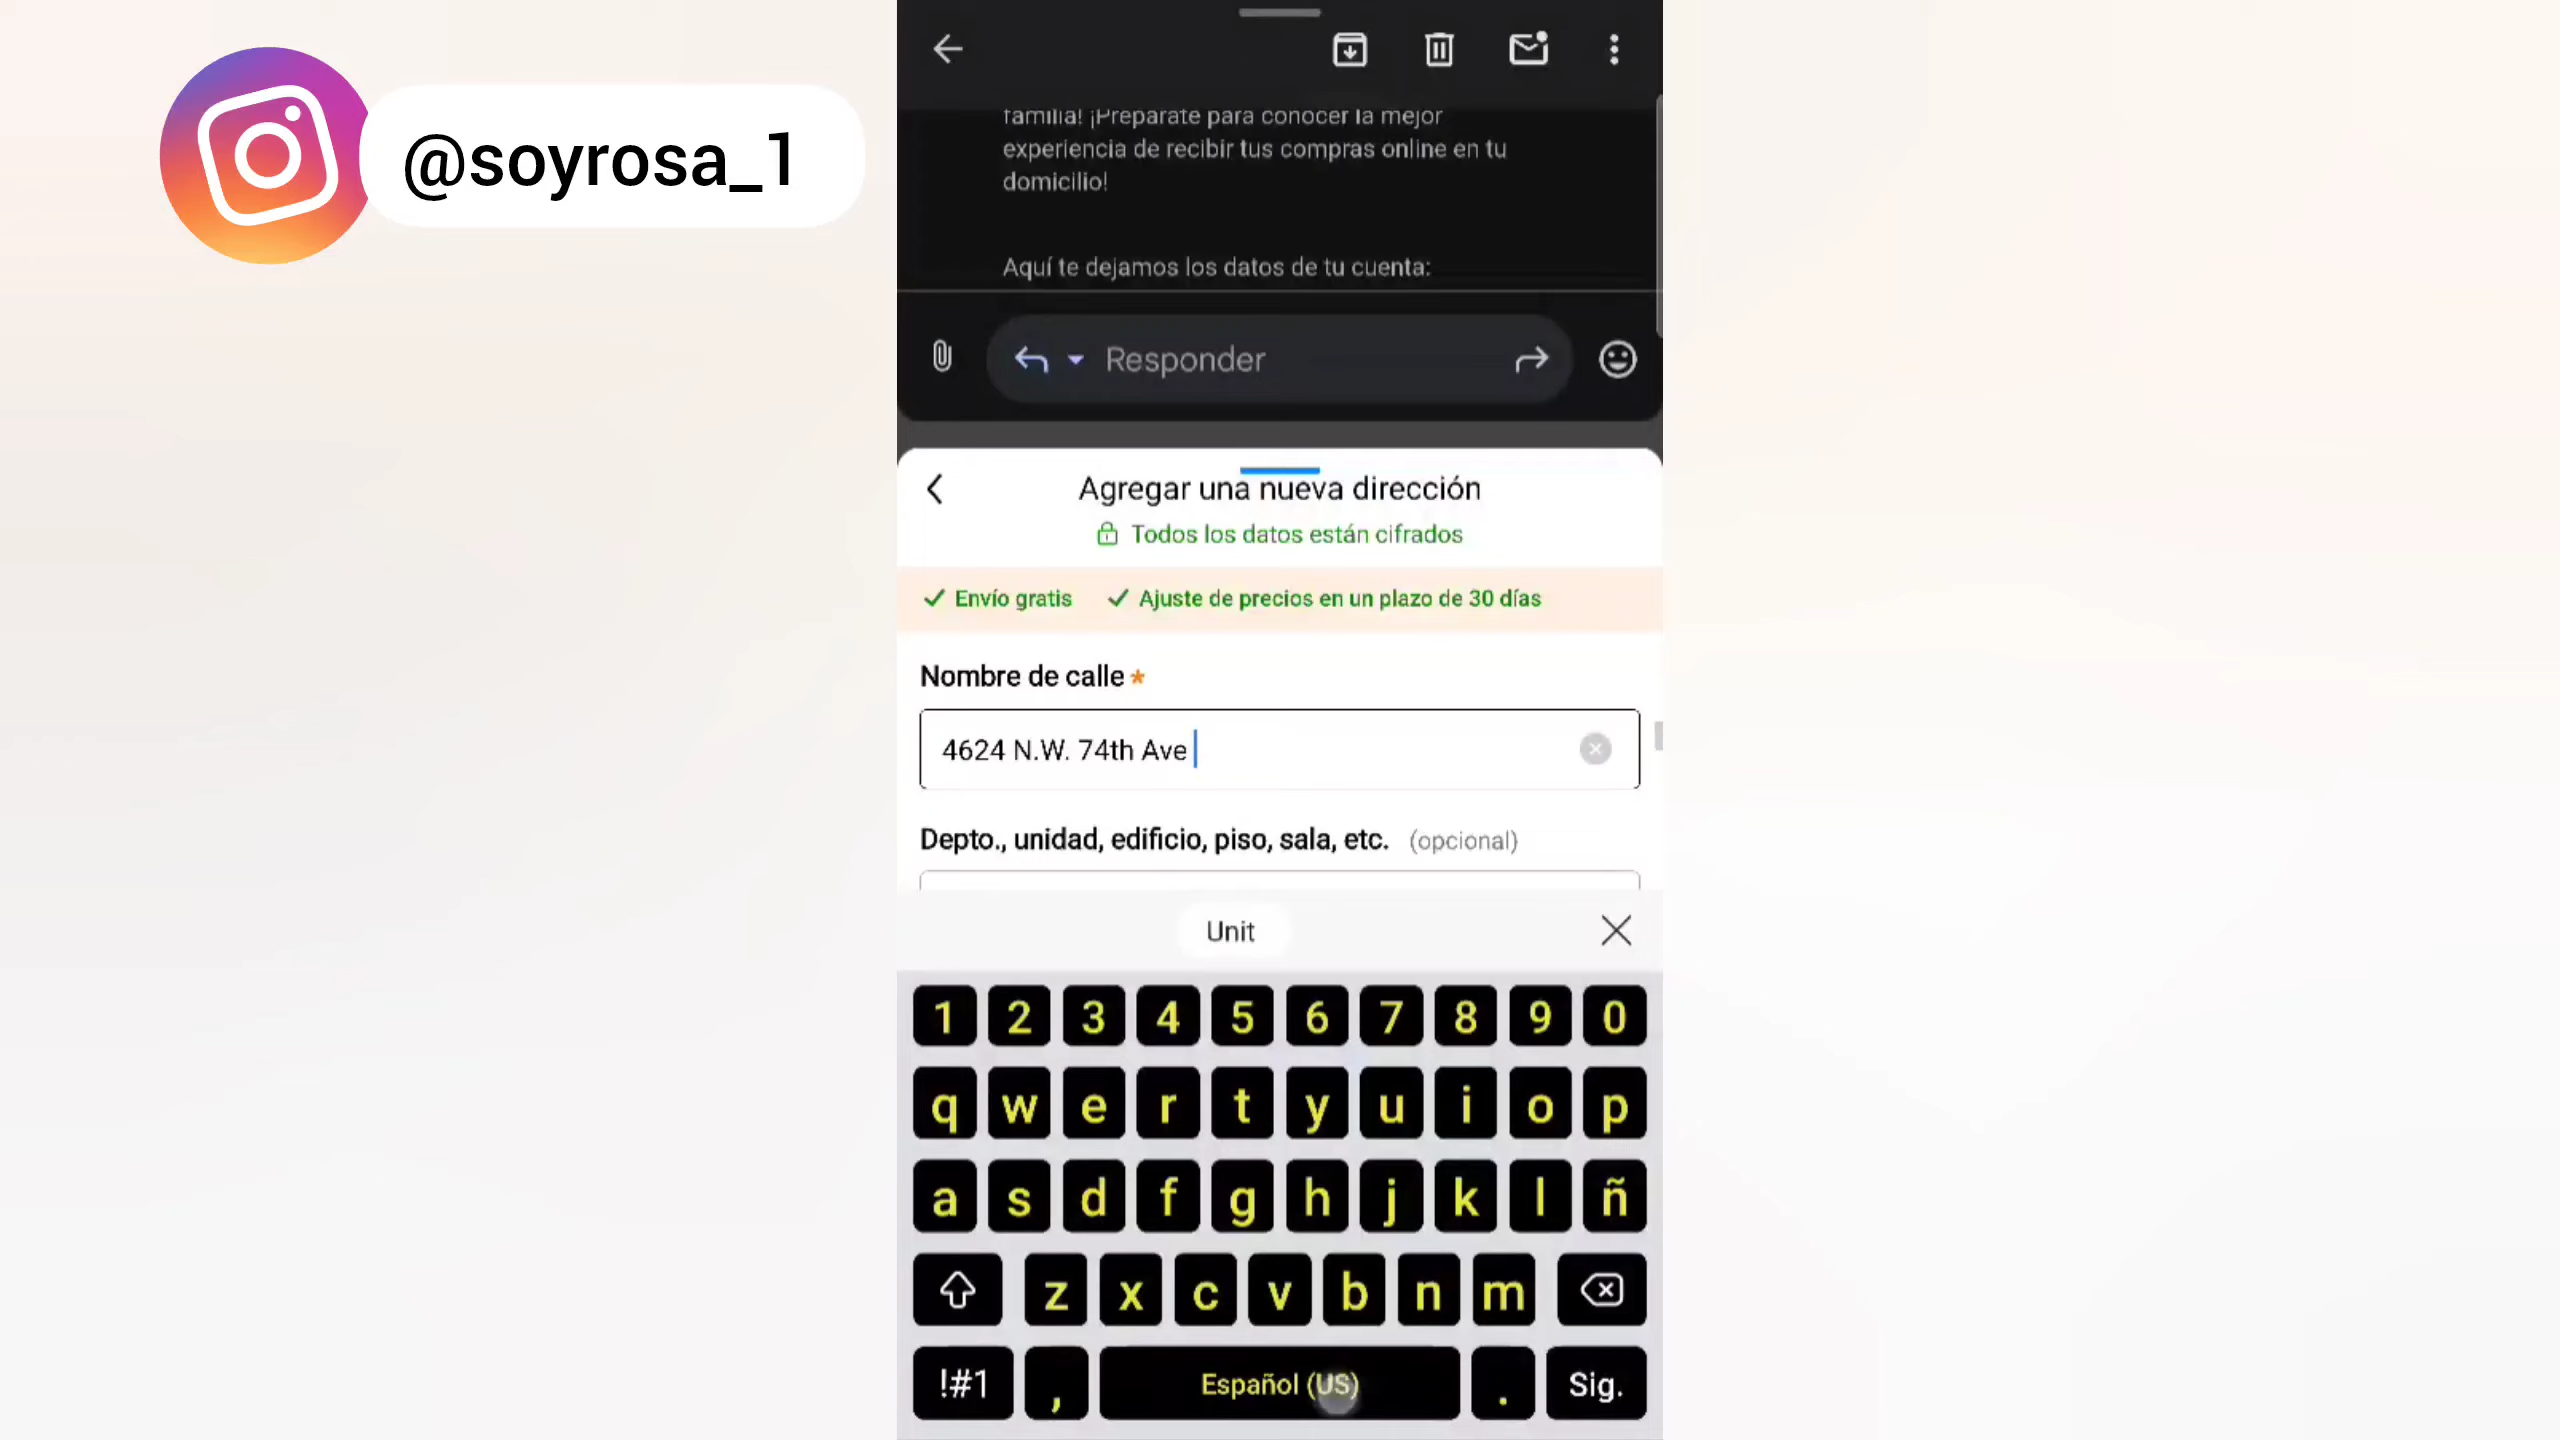 @soyrosa_1
familia! ¡Preparate para conocer la mejor
experiencia de recibir tus compras online en tu
domicilio!
Aquí te dejamos los datos de tu cuenta:
Responder
Agregar una nueva dirección
Todos los datos están cifrados
Envío gratis Ajuste de precios en un plazo de 30 días
Nombre de calle *
4624 N.W. 74th Ave
Depto., unidad, edificio, piso, sala, etc. (opcional)
Unit
1 2 3 4 5 6 7 8 9 0
q w e r t y u i o p
a s d f g h j k l ñ
z x c v b n m
!#1 , Español (US) . Sig.